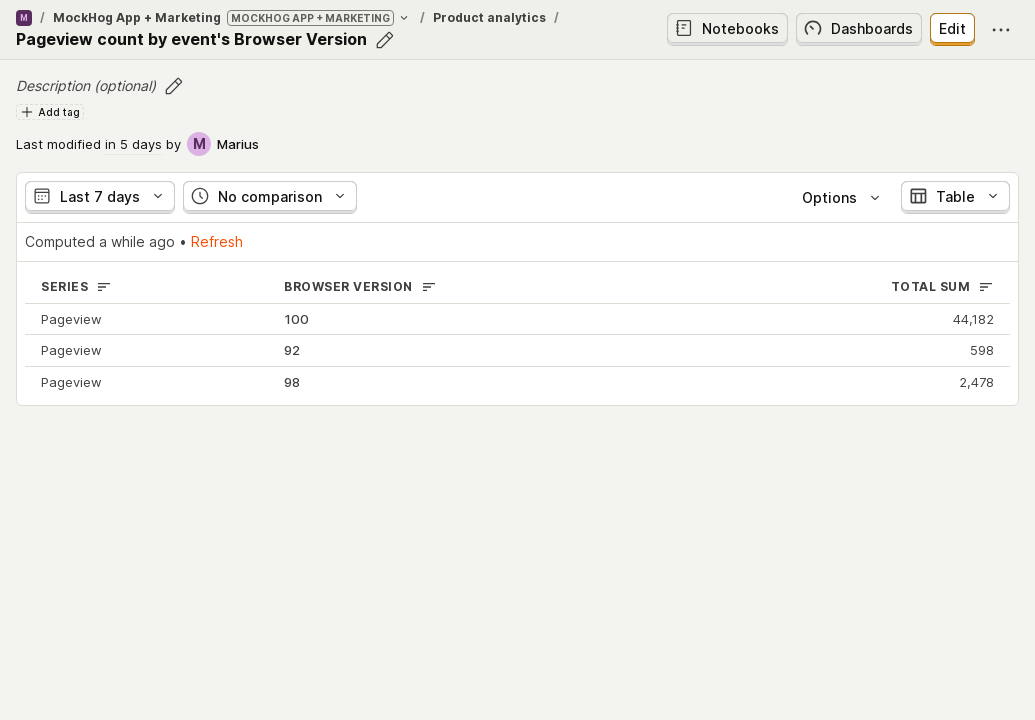 M / MockHog App + Marketing MOCKHOG APP + MARKETING / Product analytics /
Pageview count by event's Browser Version
Notebooks Dashboards Edit
Description (optional)
Add tag
Last modified in 5 days by M Marius
Last 7 days No comparison Options Table
Computed a while ago • Refresh
SERIES BROWSER VERSION TOTAL SUM
Pageview 100 44,182
Pageview 92 598
Pageview 98 2,478